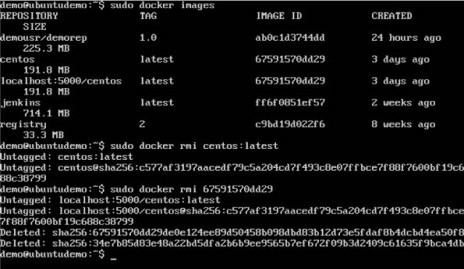 demo@ubuntudemo:~$ sudo docker images
REPOSITORY TAG IMAGE ID CREATED
SIZE
demousr/demorep 1.0 ab0c1d3744dd 24 hours ago
225.3 MB
centos latest 67591570dd29 3 days ago
191.8 MB
localhost:5000/centos latest 67591570dd29 3 days ago
191.8 MB
jenkins latest ff6f0851ef57 2 weeks ago
714.1 MB
registry 2 c9bd19d022f6 8 weeks ago
33.3 MB
demo@ubuntudemo:~$ sudo docker rmi centos:latest
Untagged: centos:latest
Untagged: centos@sha256:c577af3197aacedf79c5a204cd7f493c8e07ffbce7f88f7600bf19c6
88c38799
demo@ubuntudemo:~$ sudo docker rmi 67591570dd29
Untagged: localhost:5000/centos:latest
Untagged: localhost:5000/centos@sha256:c577af3197aacedf79c5a204cd7f493c8e07ffbce
7f88f7600bf19c688c38799
Deleted: sha256:67591570dd29de0e124ee89d50458b098dbd83b12d73e5fdaf8b4dcbd4ea50f8
Deleted: sha256:34e7b85d83e48a22bd5dfa2b6b9ee9565b7ef672f09b3d2409c61635f9bca4db
demo@ubuntudemo:~$ _